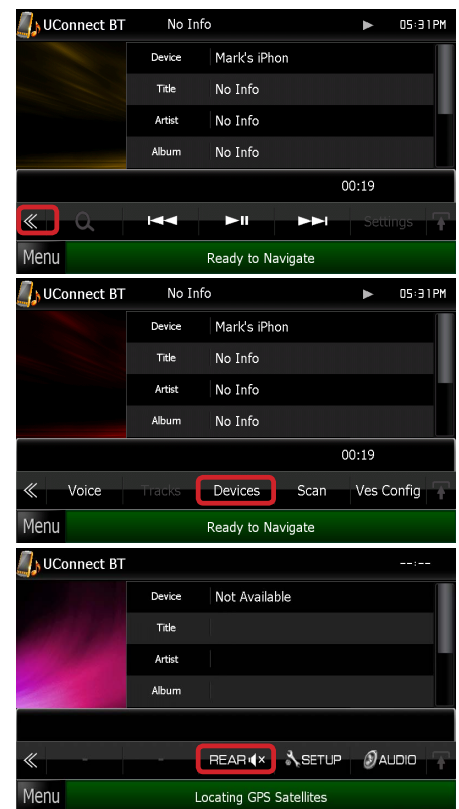 UConnect BT No Info ▶ 05:31PM
Device Mark's iPhon
Title No Info
Artist No Info
Album No Info
00:19
Settings
Menu Ready to Navigate
UConnect BT No Info ▶ 05:31PM
Device Mark's iPhon
Title No Info
Artist No Info
Album No Info
00:19
Voice Tracks Devices Scan Ves Config
Menu Ready to Navigate
UConnect BT --:--
Device Not Available
Title
Artist
Album
- - REAR SETUP AUDIO
Menu Locating GPS Satellites